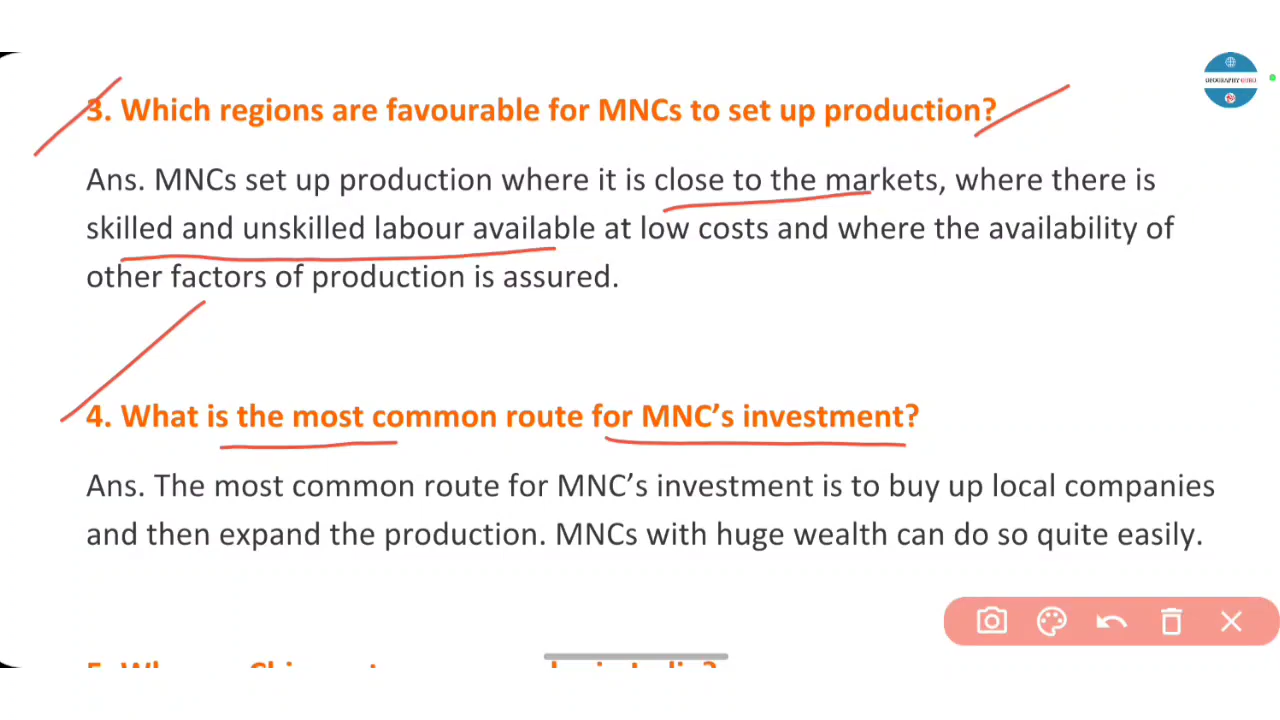 GEOGRAPHY GURU
3. Which regions are favourable for MNCs to set up production?
Ans. MNCs set up production where it is close to the markets, where there is
skilled and unskilled labour available at low costs and where the availability of
other factors of production is assured.
4. What is the most common route for MNC’s investment?
Ans. The most common route for MNC’s investment is to buy up local companies
and then expand the production. MNCs with huge wealth can do so quite easily.